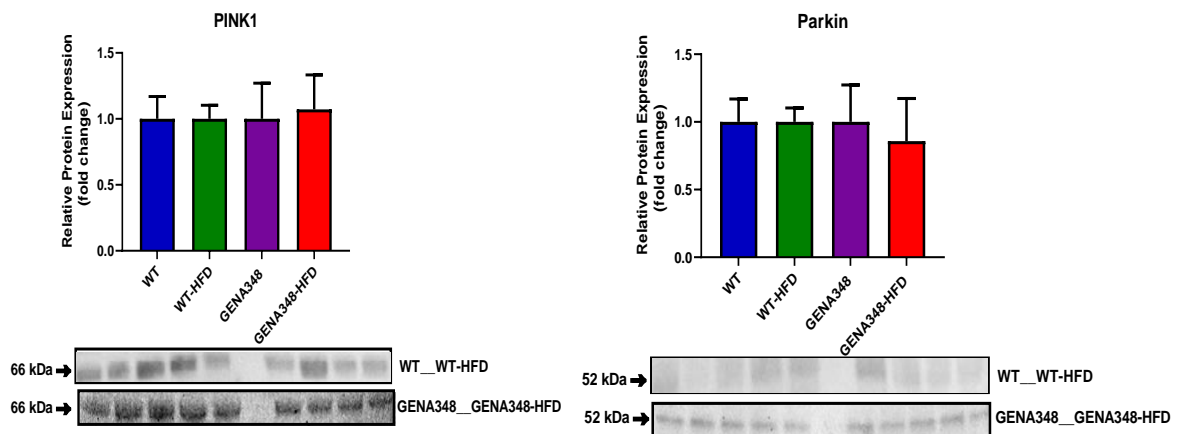 PINK1
Relative Protein Expression
(fold change)
1.5
1.0
0.5
0.0
WT
WT-HFD
GENA348
GENA348-HFD
66 kDa
WT__WT-HFD
66 kDa
GENA348__GENA348-HFD
Parkin
Relative Protein Expression
(fold change)
1.5
1.0
0.5
0.0
WT
WT-HFD
GENA348
GENA348-HFD
52 kDa
WT__WT-HFD
52 kDa
GENA348__GENA348-HFD